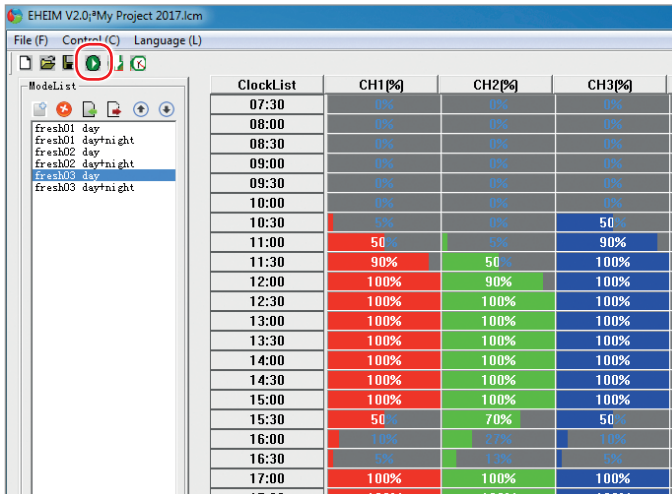 EHEIM V2.0;*My Project 2017.lcm
File (F) Control (C) Language (L)
ModeList
fresh01 day
fresh01 day+night
fresh02 day
fresh02 day+night
fresh03 day
fresh03 day+night
ClockList CH1(%) CH2(%) CH3(%)
07:30 0% 0% 0%
08:00 0% 0% 0%
08:30 0% 0% 0%
09:00 0% 0% 0%
09:30 0% 0% 0%
10:00 0% 0% 0%
10:30 5% 0% 50%
11:00 50% 5% 90%
11:30 90% 50% 100%
12:00 100% 90% 100%
12:30 100% 100% 100%
13:00 100% 100% 100%
13:30 100% 100% 100%
14:00 100% 100% 100%
14:30 100% 100% 100%
15:00 100% 100% 100%
15:30 50% 70% 50%
16:00 10% 27% 10%
16:30 5% 13% 5%
17:00 100% 100% 100%